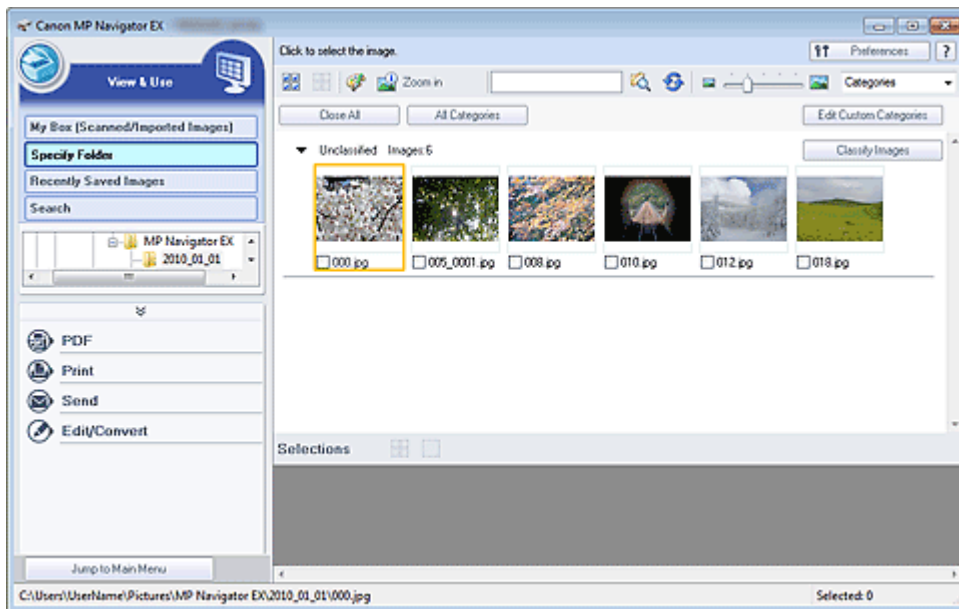 Canon MP Navigator EX
View & Use
My Box (Scanned/Imported Images)
Specify Folder
Recently Saved Images
Search
MP Navigator EX
2010_01_01
PDF
Print
Send
Edit/Convert
Jump to Main Menu
Click to select the image.
Preferences
?
Zoom in
Categories
Close All
All Categories
Edit Custom Categories
Unclassified Images:6
Classify Images
000.jpg
005_0001.jpg
008.jpg
010.jpg
012.jpg
018.jpg
Selections
C:\Users\UserName\Pictures\MP Navigator EX\2010_01_01\000.jpg
Selected: 0